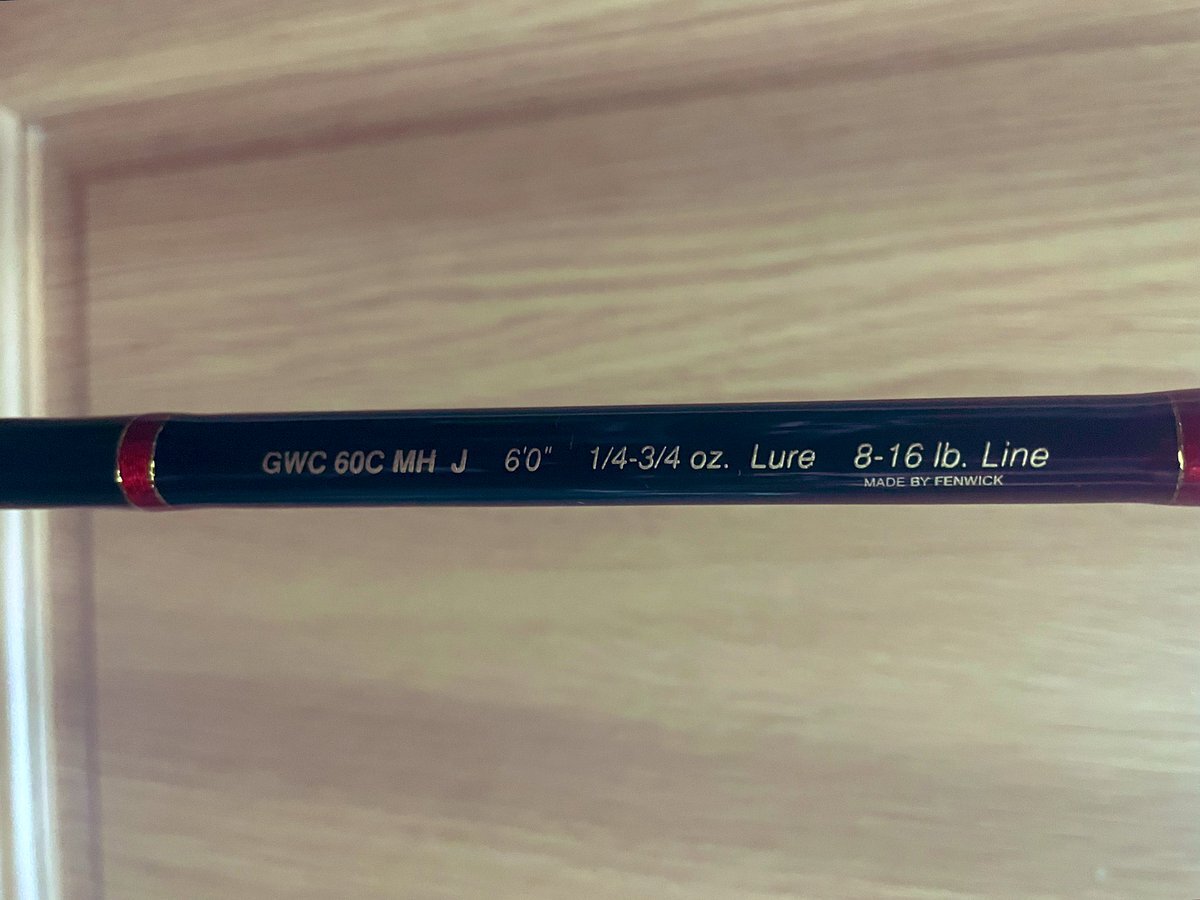 GWC 60C MH J 6'0" 1/4-3/4 oz. Lure 8-16 lb. Line
MADE BY FENWICK